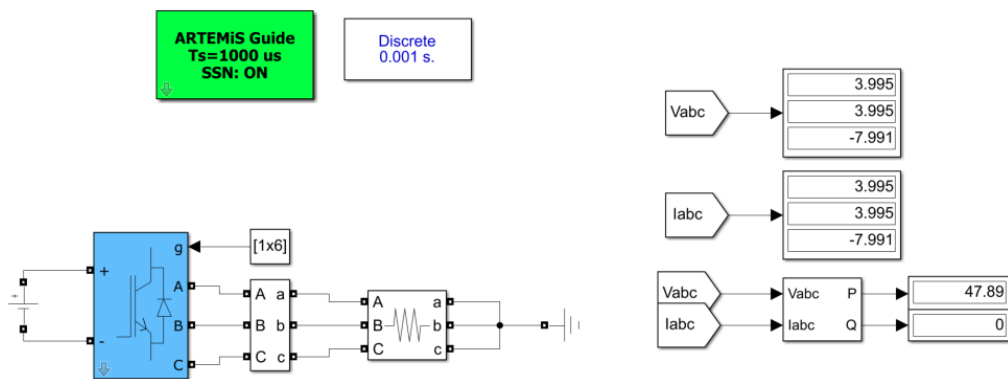 ARTEMiS Guide
Ts=1000 us
SSN: ON
Discrete
0.001 s.
Vabc
3.995
3.995
-7.991
Iabc
3.995
3.995
-7.991
Vabc
Iabc
Vabc
Iabc
P
Q
47.89
0
g
[1x6]
+
-
A
B
C
A
B
C
a
b
c
A
B
C
a
b
c